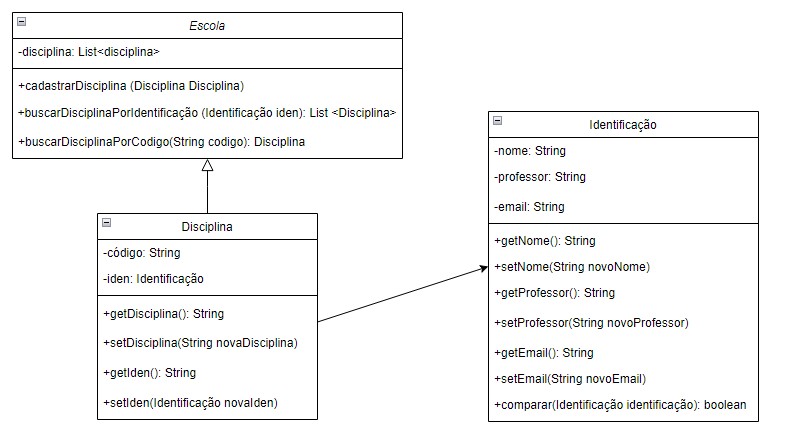 Escola
-disciplina: List<disciplina>
+cadastrarDisciplina (Disciplina Disciplina)
+buscarDisciplinaPorIdentificação (Identificação iden): List <Disciplina>
+buscarDisciplinaPorCodigo(String codigo): Disciplina
Disciplina
-código: String
-iden: Identificação
+getDisciplina(): String
+setDisciplina(String novaDisciplina)
+getIden(): String
+setIden(Identificação novaIden)
Identificação
-nome: String
-professor: String
-email: String
+getNome(): String
+setNome(String novoNome)
+getProfessor(): String
+setProfessor(String novoProfessor)
+getEmail(): String
+setEmail(String novoEmail)
+comparar(Identificação identificação): boolean